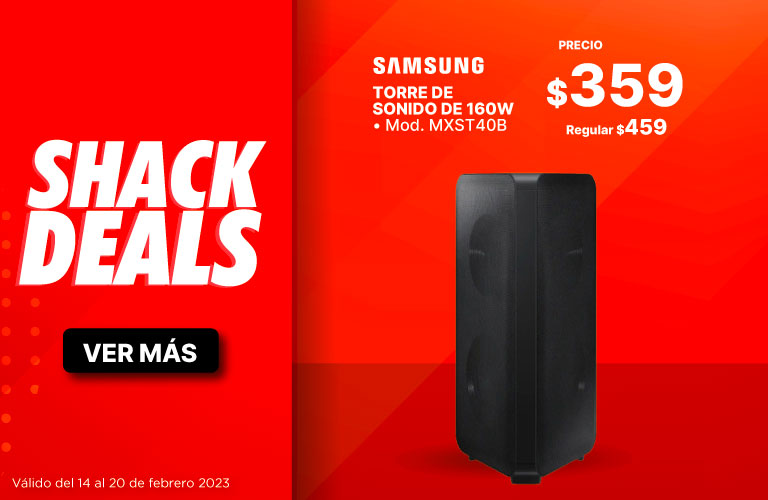 SHACK
DEALS
VER MÁS
Válido del 14 al 20 de febrero 2023
SAMSUNG
TORRE DE
SONIDO DE 160W
• Mod. MXST40B
PRECIO
$359
Regular $459